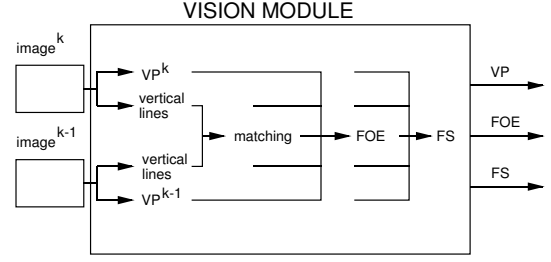 VISION MODULE
image^k
VP^k
vertical
lines
matching
FOE
FS
image^k-1
vertical
lines
VP^k-1
VP
FOE
FS